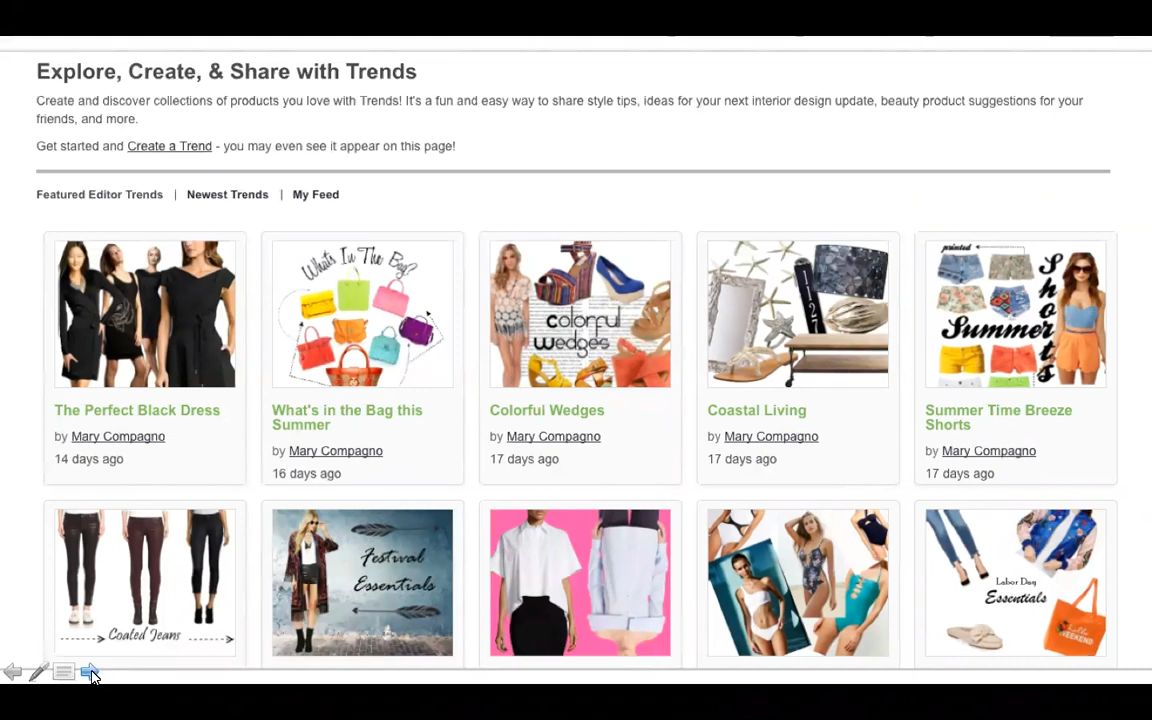 Explore, Create, & Share with Trends
Create and discover collections of products you love with Trends! It's a fun and easy way to share style tips, ideas for your next interior design update, beauty product suggestions for your
friends, and more.
Get started and Create a Trend - you may even see it appear on this page!
Featured Editor Trends | Newest Trends | My Feed
What's In The Bag?
colorful
wedges
1127
printed
Summer
Shorts
The Perfect Black Dress
by Mary Compagno
14 days ago
What's in the Bag this
Summer
by Mary Compagno
16 days ago
Colorful Wedges
by Mary Compagno
17 days ago
Coastal Living
by Mary Compagno
17 days ago
Summer Time Breeze
Shorts
by Mary Compagno
17 days ago
Coated Jeans
Festival
Essentials
Labor Day
Essentials
hello
WEEKEND